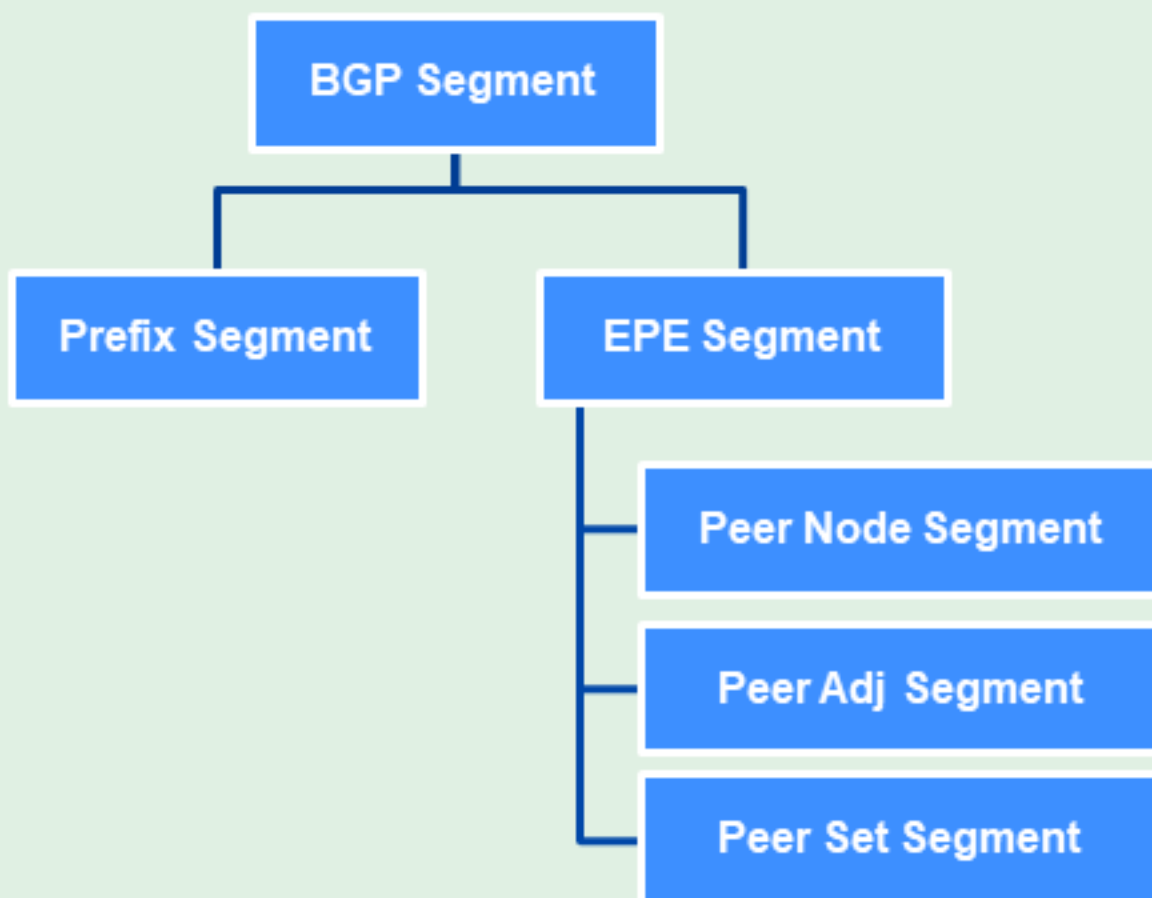 BGP Segment
Prefix Segment
EPE Segment
Peer Node Segment
Peer Adj Segment
Peer Set Segment